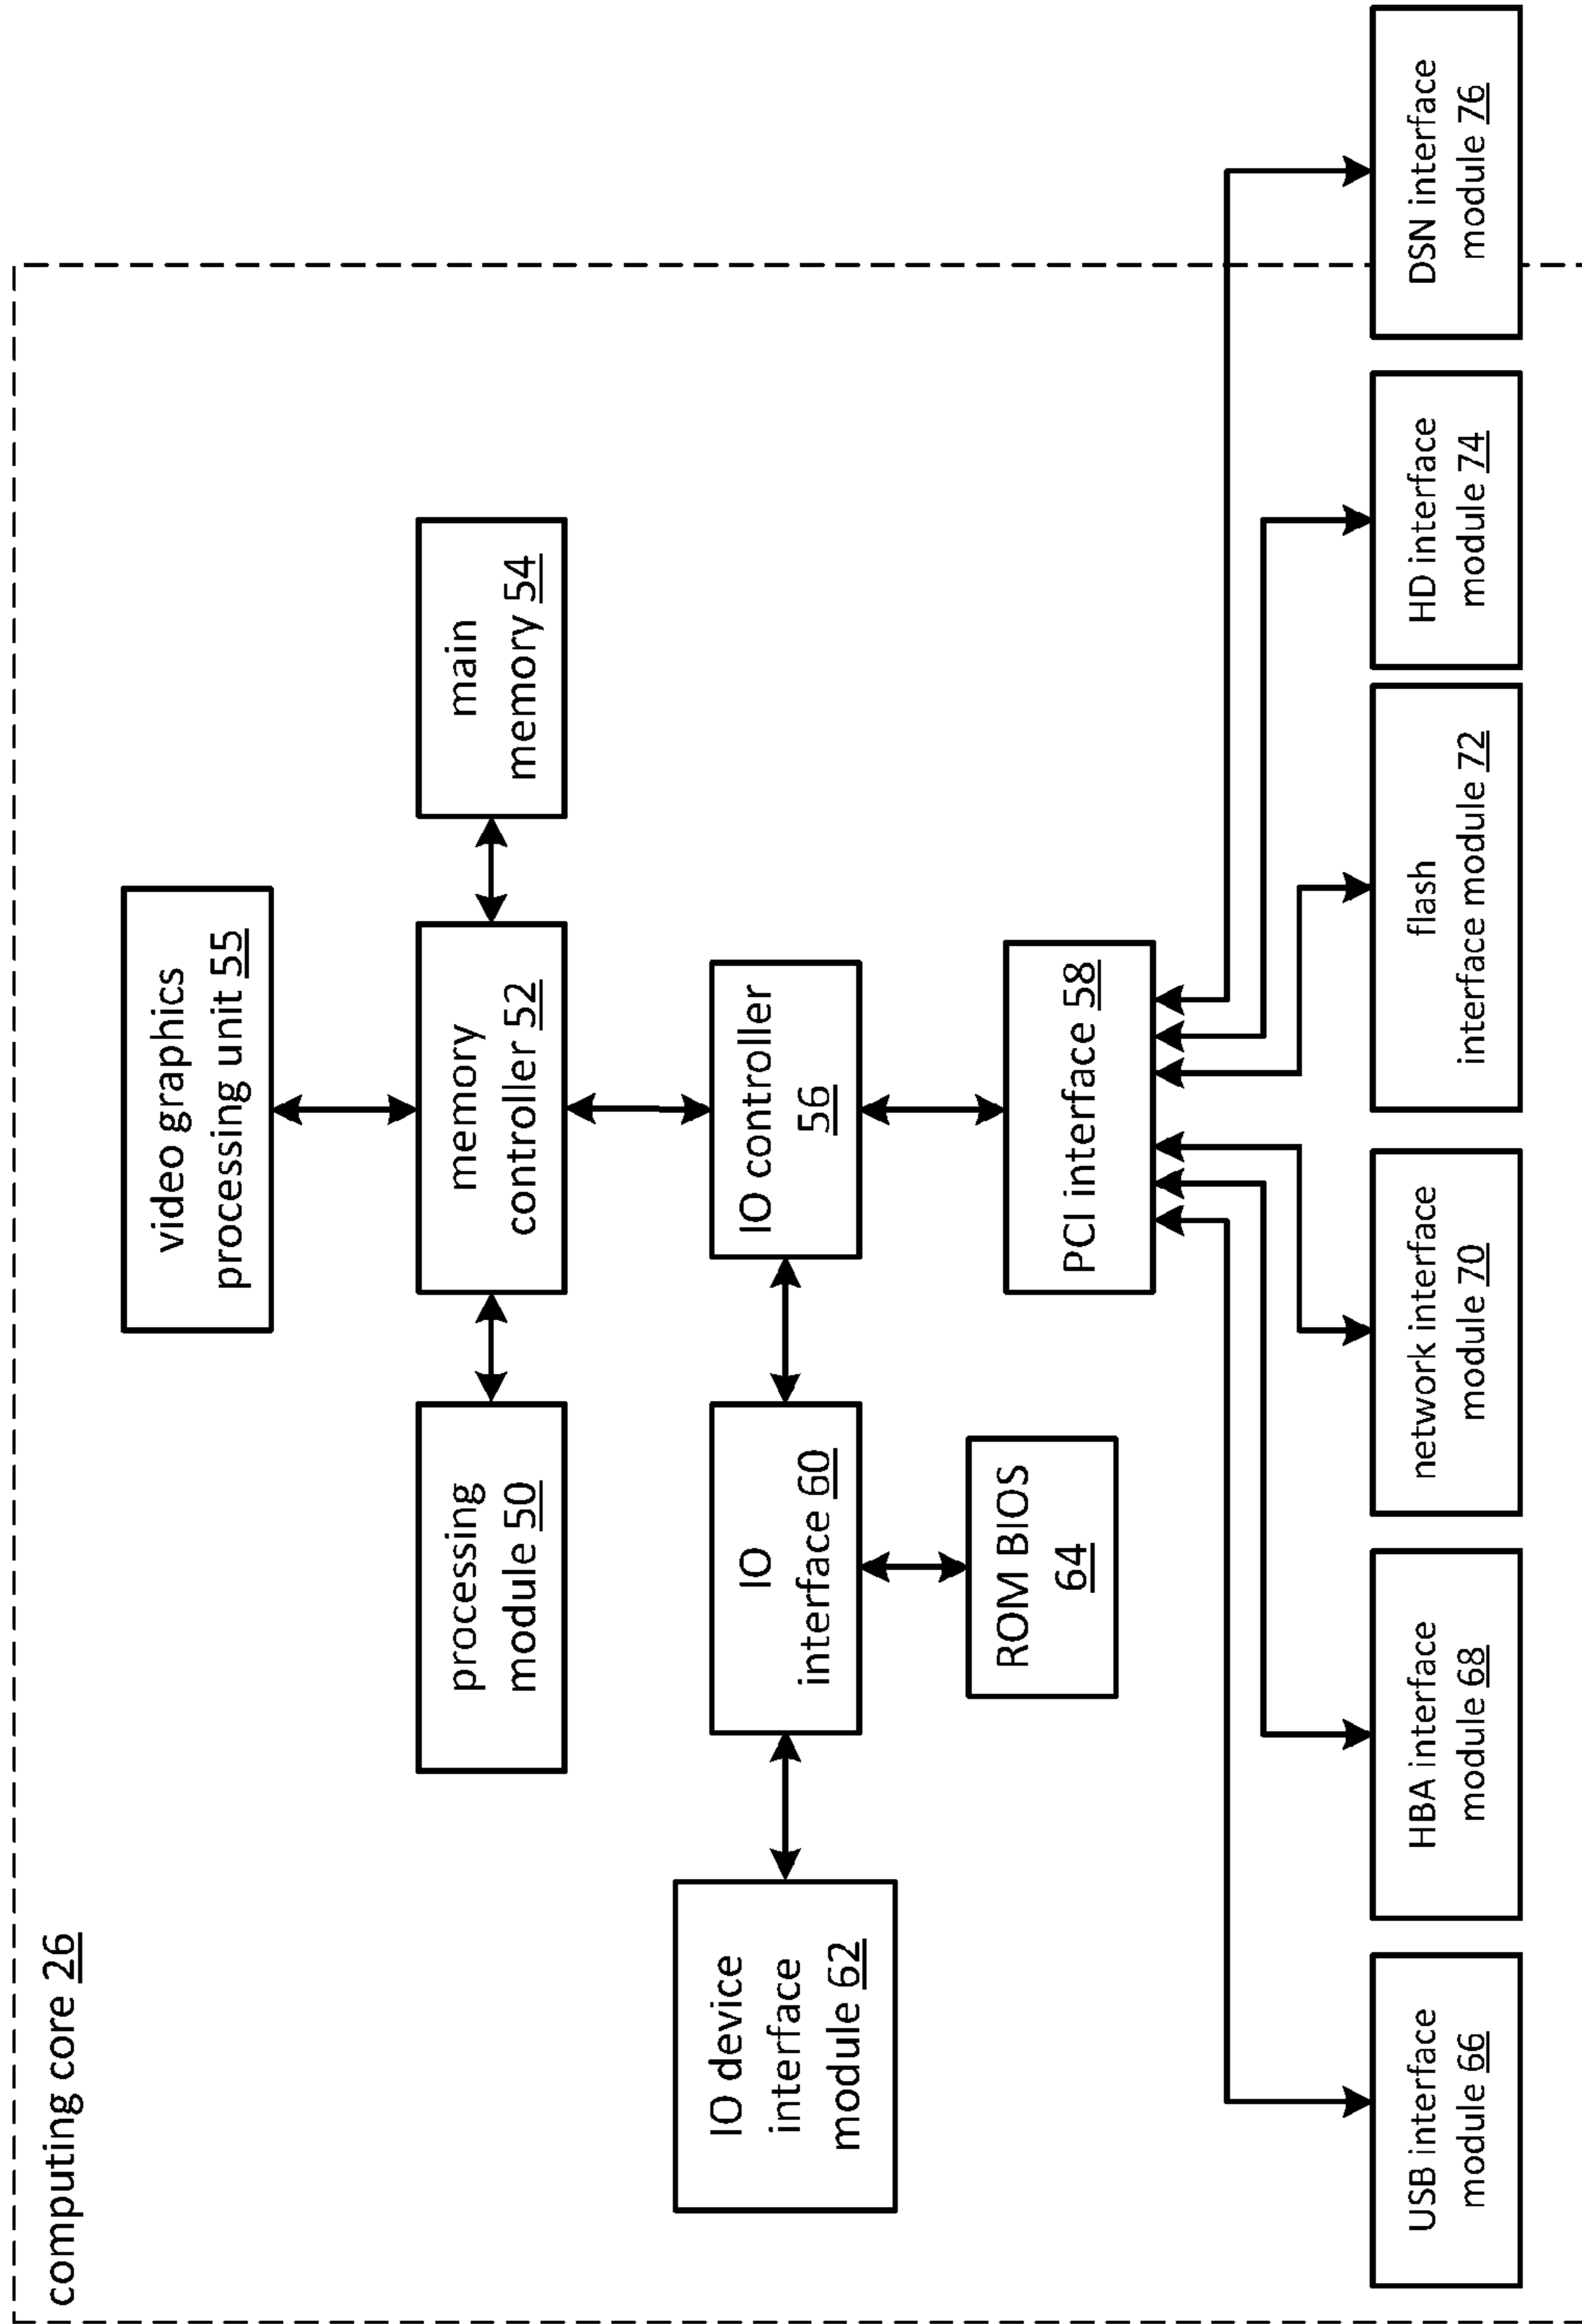 computing core 26
video graphics
processing unit 55
processing
module 50
memory
controller 52
main
memory 54
IO device
interface
module 62
IO
interface 60
IO controller
56
ROM BIOS
64
PCI interface 58
USB interface
module 66
HBA interface
module 68
network interface
module 70
flash
interface module 72
HD interface
module 74
DSN interface
module 76